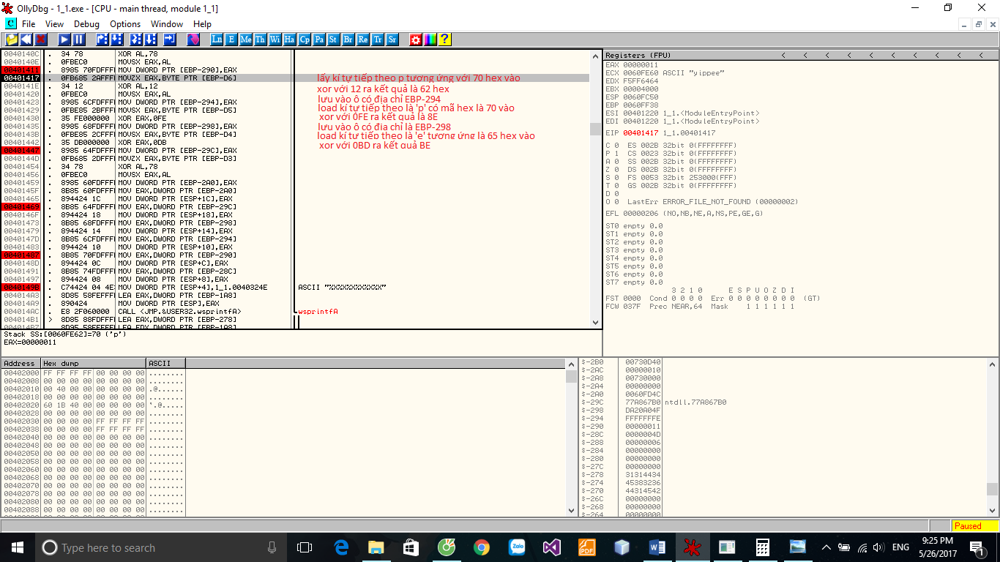 OllyDbg - 1_1.exe - [CPU - main thread, module 1_1]
C File View Debug Options Window Help
Ln E Me Th Wi Ha Cp Pa St Br Re Tr Sr ?
0040140C . 34 78 XOR AL,78
0040140E . 0FBEC0 MOVSX EAX,AL
00401411 . 8985 70FDFFF MOV DWORD PTR [EBP-290],EAX
00401417 . 0FB685 2AFFF MOVZX EAX,BYTE PTR [EBP-D6]
0040141E . 34 12 XOR AL,12
00401420 . 0FBEC0 MOVSX EAX,AL
00401423 . 8985 6CFDFFF MOV DWORD PTR [EBP-294],EAX
00401429 . 0FBE85 2BFFF MOVSX EAX,BYTE PTR [EBP-D5]
00401430 . 35 FE000000 XOR EAX,0FE
00401435 . 8985 68FDFFF MOV DWORD PTR [EBP-298],EAX
0040143B . 0FBE85 2CFFF MOVSX EAX,BYTE PTR [EBP-D4]
00401442 . 35 DB000000 XOR EAX,0DB
00401447 . 8985 64FDFFF MOV DWORD PTR [EBP-29C],EAX
0040144D . 0FB685 2DFFF MOVZX EAX,BYTE PTR [EBP-D3]
00401454 . 34 78 XOR AL,78
00401456 . 0FBEC0 MOVSX EAX,AL
00401459 . 8985 60FDFFF MOV DWORD PTR [EBP-2A0],EAX
0040145F . 8B85 60FDFFF MOV EAX,DWORD PTR [EBP-2A0]
00401465 . 894424 1C MOV DWORD PTR [ESP+1C],EAX
00401469 . 8B85 64FDFFF MOV EAX,DWORD PTR [EBP-29C]
0040146F . 894424 18 MOV DWORD PTR [ESP+18],EAX
00401473 . 8B85 68FDFFF MOV EAX,DWORD PTR [EBP-298]
00401479 . 894424 14 MOV DWORD PTR [ESP+14],EAX
0040147D . 8B85 6CFDFFF MOV EAX,DWORD PTR [EBP-294]
00401483 . 894424 10 MOV DWORD PTR [ESP+10],EAX
00401487 . 8B85 70FDFFF MOV EAX,DWORD PTR [EBP-290]
0040148D . 894424 0C MOV DWORD PTR [ESP+C],EAX
00401491 . 8B85 74FDFFF MOV EAX,DWORD PTR [EBP-28C]
00401497 . 894424 08 MOV DWORD PTR [ESP+8],EAX
0040149B . C74424 04 4E MOV DWORD PTR [ESP+4],1_1.0040324E ASCII "%X%X%X%X%X%X"
004014A3 . 8D85 58FEFFF LEA EAX,DWORD PTR [EBP-1A8]
004014A9 . 890424 MOV DWORD PTR [ESP],EAX
004014AC . E8 2F060000 CALL <JMP.&USER32.wsprintfA> wsprintfA
004014B1 > 8D85 88FDFFF LEA EAX,DWORD PTR [EBP-278]
lấy kí tự tiếp theo p tương ứng với 70 hex vào
xor với 12 ra kết quả là 62 hex
lưu vào ô có địa chỉ EBP-294
load kí tự tiếp theo là 'p' có mã hex là 70 vào
xor với 0FE ra kết quả là 8E
lưu vào ô có địa chỉ là EBP-298
load kí tự tiếp theo là 'e' tương ứng là 65 hex vào
xor với 0BD ra kết quả BE
Stack SS:[0060FE62]=70 ('p')
EAX=00000011
Registers (FPU) < < < < < < < < < <
EAX 00000011
ECX 0060FE60 ASCII "yippee"
EDX F5FF6464
EBX 00004000
ESP 0060FC50
EBP 0060FF38
ESI 00401220 1_1.<ModuleEntryPoint>
EDI 00401220 1_1.<ModuleEntryPoint>
EIP 00401417 1_1.00401417
C 0 ES 002B 32bit 0(FFFFFFFF)
P 1 CS 0023 32bit 0(FFFFFFFF)
A 0 SS 002B 32bit 0(FFFFFFFF)
Z 0 DS 002B 32bit 0(FFFFFFFF)
S 0 FS 0053 32bit 253000(FFF)
T 0 GS 002B 32bit 0(FFFFFFFF)
D 0
O 0 LastErr ERROR_FILE_NOT_FOUND (00000002)
EFL 00000206 (NO,NB,NE,A,NS,PE,GE,G)
ST0 empty 0.0
ST1 empty 0.0
ST2 empty 0.0
ST3 empty 0.0
ST4 empty 0.0
ST5 empty 0.0
ST6 empty 0.0
ST7 empty 0.0
3 2 1 0 E S P U O Z D I
FST 0000 Cond 0 0 0 0 Err 0 0 0 0 0 0 0 0 (GT)
FCW 037F Prec NEAR,64 Mask 1 1 1 1 1 1
Address Hex dump ASCII
00402000 FF FF FF FF 00 00 00 00 ........
00402008 00 00 00 00 00 00 00 00 ........
00402010 00 40 00 00 00 00 00 00 .@......
00402018 00 00 00 00 00 00 00 00 ........
00402020 60 1B 40 00 00 00 00 00 `.@.....
00402028 00 00 00 00 00 00 00 00 ........
00402030 00 00 00 00 FF FF FF FF ........
00402038 00 00 00 00 FF FF FF FF ........
00402040 00 00 00 00 00 00 00 00 ........
00402048 00 00 00 00 00 00 00 00 ........
00402050 00 00 00 00 00 00 00 00 ........
00402058 00 00 00 00 00 00 00 00 ........
00402060 00 00 00 00 00 00 00 00 ........
00402068 00 00 00 00 00 00 00 00 ........
00402070 00 00 00 00 00 00 00 00 ........
00402078 00 00 00 00 00 00 00 00 ........
00402080 00 00 00 00 00 00 00 00 ........
00402088 00 00 00 00 00 00 00 00 ........
$-2B0 00730D40
$-2AC 00000010
$-2A8 00730000
$-2A4 00000000
$-2A0 0060FD4C
$-29C 77A867B0 ntdll.77A867B0
$-298 DA20A04F
$-294 FFFFFFFE
$-290 00000011
$-28C 0000004D
$-288 00000006
$-284 00000000
$-280 00000000
$-27C 00000000
$-278 31314434
$-274 45383236
$-270 44314542
$-26C 00000000
$-268 00000000
$-264 00000000
Paused
Type here to search
Zalo
PDF
ENG
9:25 PM
5/26/2017
1